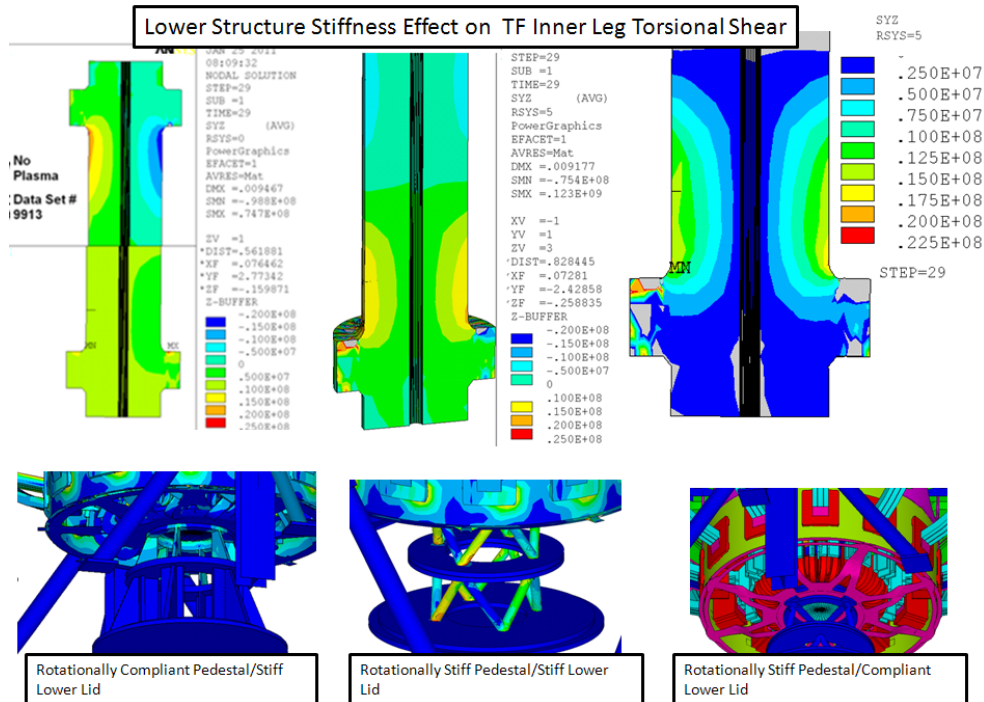 Lower Structure Stiffness Effect on TF Inner Leg Torsional Shear
JAN 25 2011
08:09:32
NODAL SOLUTION
STEP=29
SUB =1
TIME=29
SYZ (AVG)
RSYS=0
PowerGraphics
EFACET=1
AVRES=Mat
DMX =.009467
SMN =-.988E+08
SMX =.747E+08
ZV =1
*DIST=.561881
*XF =.076462
*YF =2.77342
*ZF =-.159871
Z-BUFFER
-.200E+08
-.150E+08
-.100E+08
-.500E+07
0
.500E+07
.100E+08
.150E+08
.200E+08
.250E+08
No
Plasma
Data Set #
9913
MN
MX
STEP=29
SUB =1
TIME=29
SYZ (AVG)
RSYS=5
PowerGraphics
EFACET=1
AVRES=Mat
DMX =.009177
SMN =-.754E+08
SMX =.123E+09
XV =-1
YV =1
ZV =3
*DIST=.828445
*XF =.07281
*YF =-2.42858
*ZF =-.258835
Z-BUFFER
-.200E+08
-.150E+08
-.100E+08
-.500E+07
0
.100E+08
.150E+08
.200E+08
.250E+08
MN
SYZ
RSYS=5
.250E+07
.500E+07
.750E+07
.100E+08
.125E+08
.150E+08
.175E+08
.200E+08
.225E+08
STEP=29
Rotationally Compliant Pedestal/Stiff
Lower Lid
Rotationally Stiff Pedestal/Stiff Lower
Lid
Rotationally Stiff Pedestal/Compliant
Lower Lid